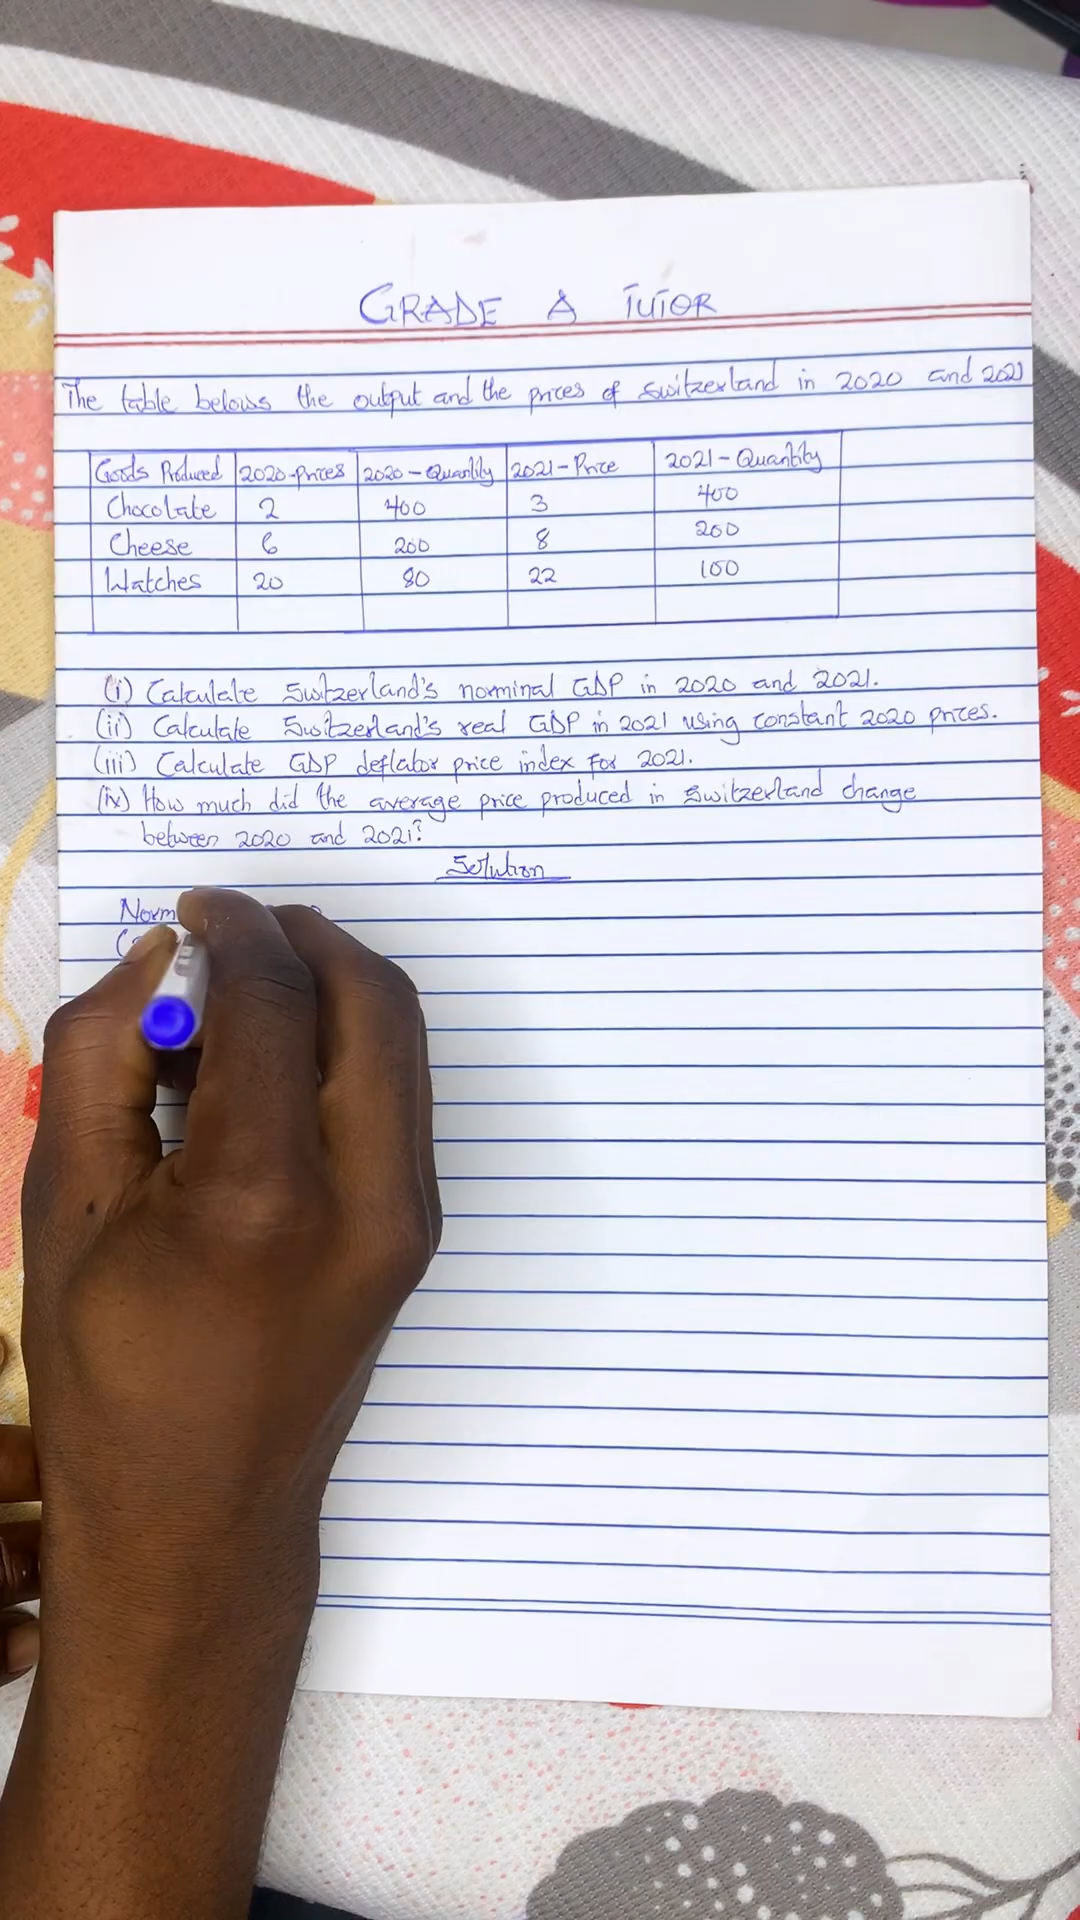 GRADE A TUTOR
The table belows the output and the prices of Switzerland in 2020 and 2021
Goods Produced 2020-Prices 2020-Quantity 2021-Price 2021-Quantity
Chocolate 2 400 3 400
Cheese 6 200 8 200
Watches 20 80 22 100
(i) Calculate Switzerland's norminal GDP in 2020 and 2021.
(ii) Calculate Switzerland's real GDP in 2021 using constant 2020 prices.
(iii) Calculate GDP deflator price index for 2021.
(iv) How much did the average price produced in Switzerland change
between 2020 and 2021?
Solution